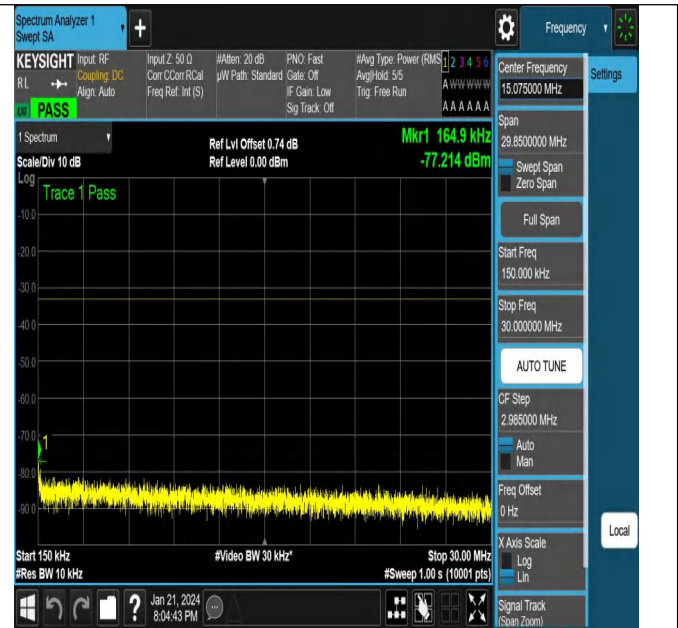 Spectrum Analyzer 1
Swept SA
Frequency
KEYSIGHT
RL
PASS
Input: RF
Coupling: DC
Align: Auto
Input Z: 50 Ω
Corr CCorr RCal
Freq Ref: Int (S)
#Atten: 20 dB
µW Path: Standard
PNO: Fast
Gate: Off
IF Gain: Low
Sig Track: Off
#Avg Type: Power (RMS
Avg|Hold: 5/5
Trig: Free Run
1 2 3 4 5 6
A W W W W W
A A A A A A
Center Frequency
15.075000 MHz
Settings
1 Spectrum
Scale/Div 10 dB
Ref Lvl Offset 0.74 dB
Ref Level 0.00 dBm
Mkr1 164.9 kHz
-77.214 dBm
Log
Trace 1 Pass
-10.0
-20.0
-30.0
-40.0
-50.0
-60.0
-70.0
-80.0
-90.0
1
Start 150 kHz
#Res BW 10 kHz
#Video BW 30 kHz*
Stop 30.00 MHz
#Sweep 1.00 s (10001 pts)
Span
29.8500000 MHz
Swept Span
Zero Span
Full Span
Start Freq
150.000 kHz
Stop Freq
30.000000 MHz
AUTO TUNE
CF Step
2.985000 MHz
Auto
Man
Freq Offset
0 Hz
X Axis Scale
Log
Lin
Local
Signal Track
(Span Zoom)
?
Jan 21, 2024
8:04:43 PM